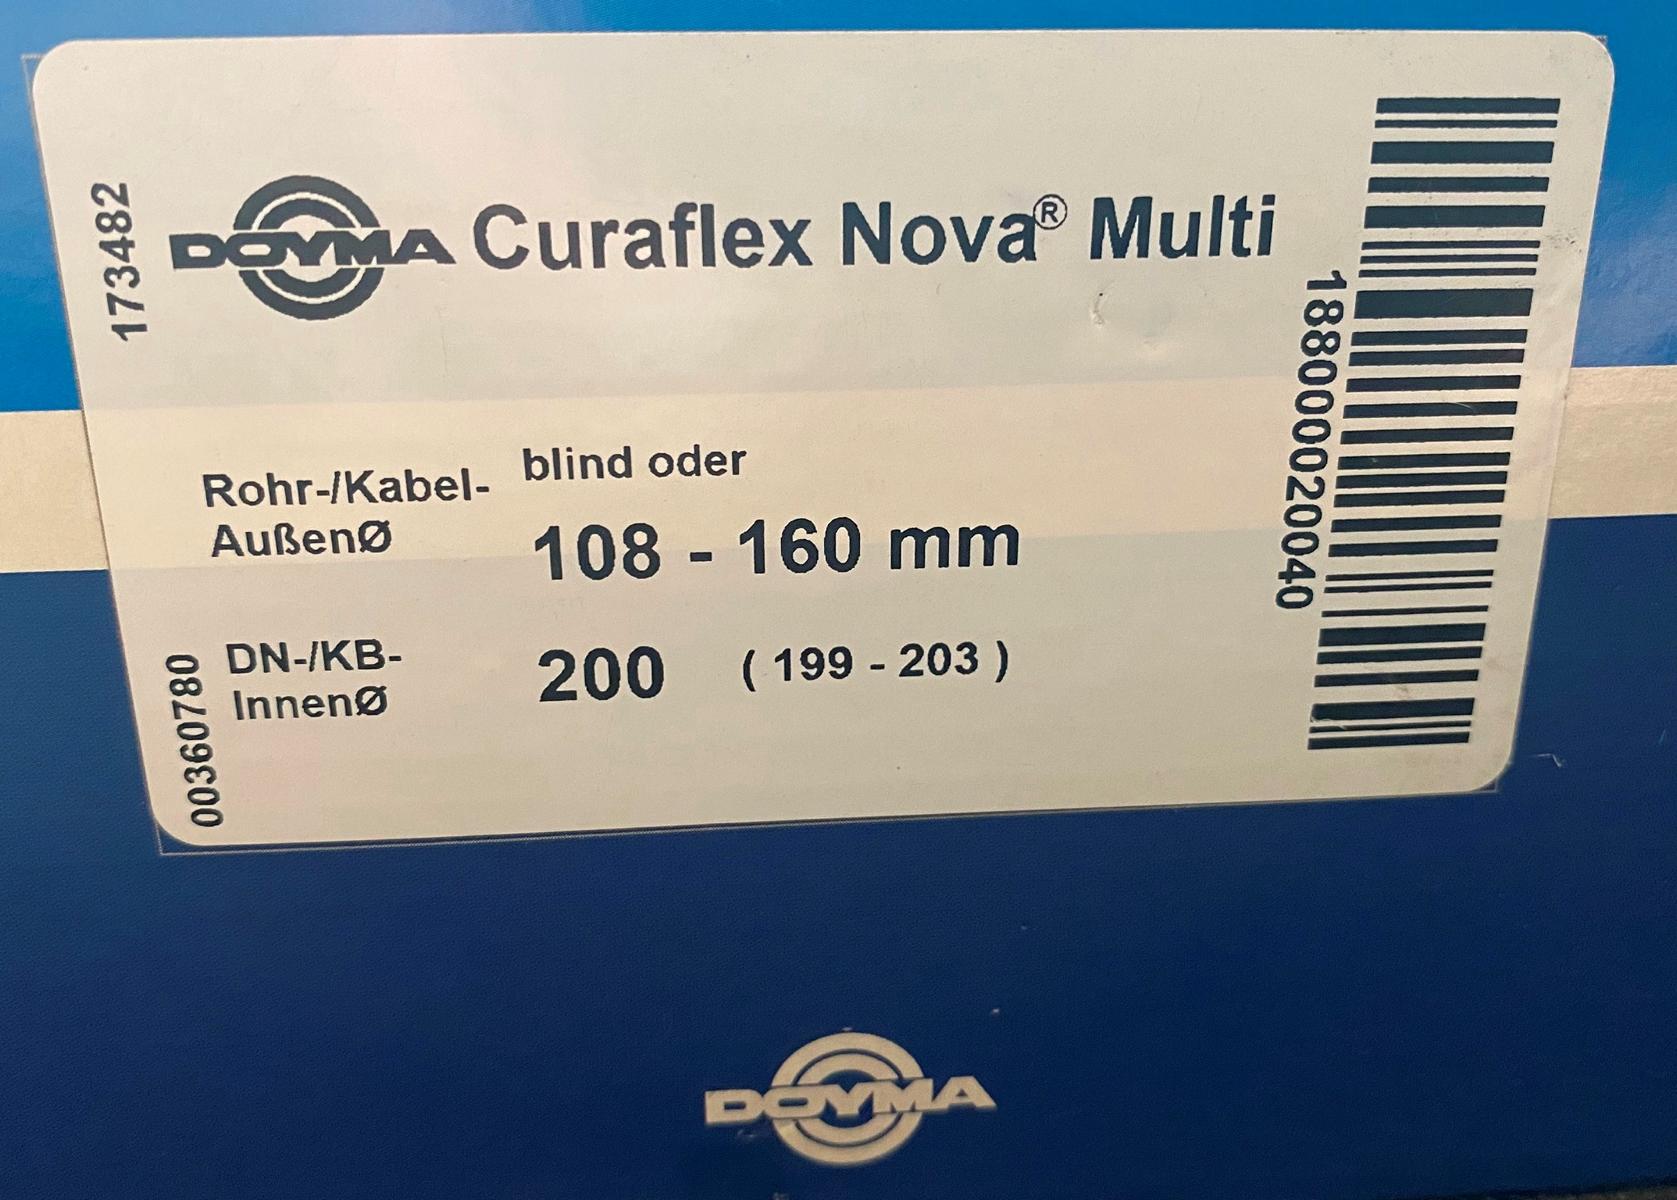 173482
DOYMA Curaflex Nova® Multi
Rohr-/Kabel-
AußenØ
blind oder
108 - 160 mm
DN-/KB-
InnenØ
200 ( 199 - 203 )
00360780
188000020040
DOYMA